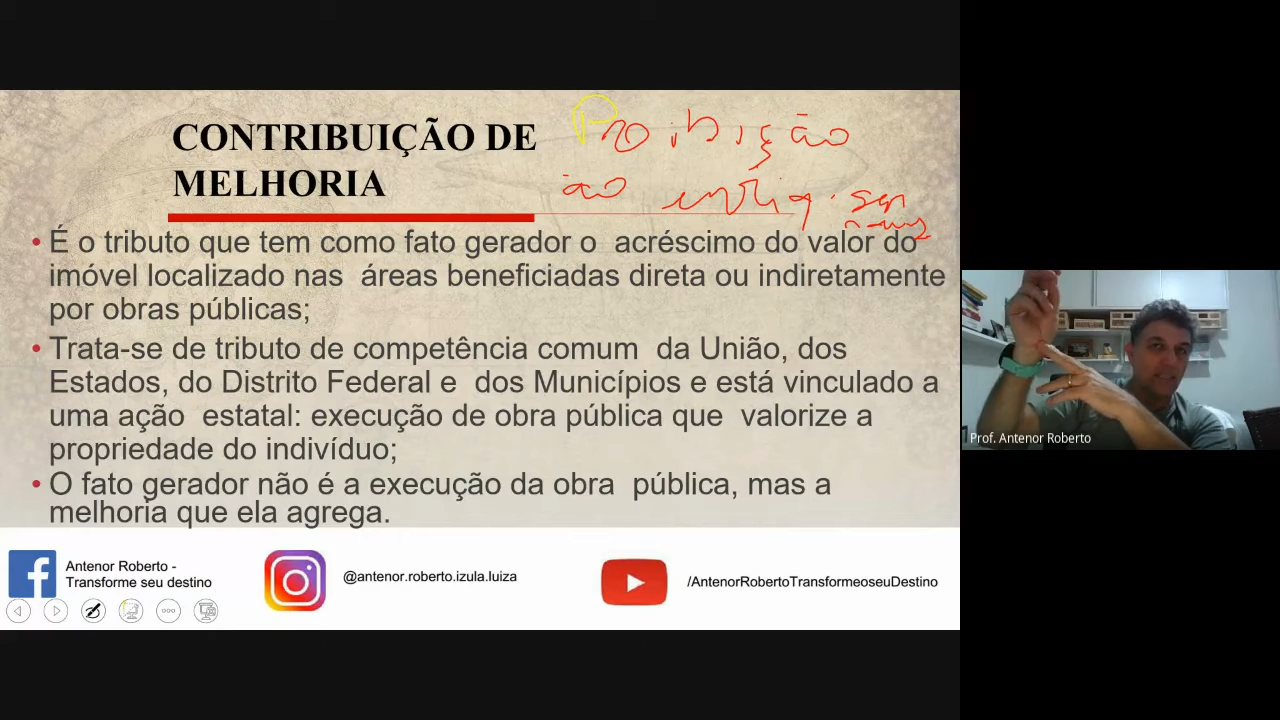 CONTRIBUIÇÃO DE
MELHORIA
Proibição
ao enriq. sem
• É o tributo que tem como fato gerador o acréscimo do valor do
imóvel localizado nas áreas beneficiadas direta ou indiretamente
por obras públicas;
• Trata-se de tributo de competência comum da União, dos
Estados, do Distrito Federal e dos Municípios e está vinculado a
uma ação estatal: execução de obra pública que valorize a
propriedade do indivíduo;
• O fato gerador não é a execução da obra pública, mas a
melhoria que ela agrega.
Antenor Roberto -
Transforme seu destino
@antenor.roberto.izula.luiza
/AntenorRobertoTransformeoseuDestino
Prof. Antenor Roberto